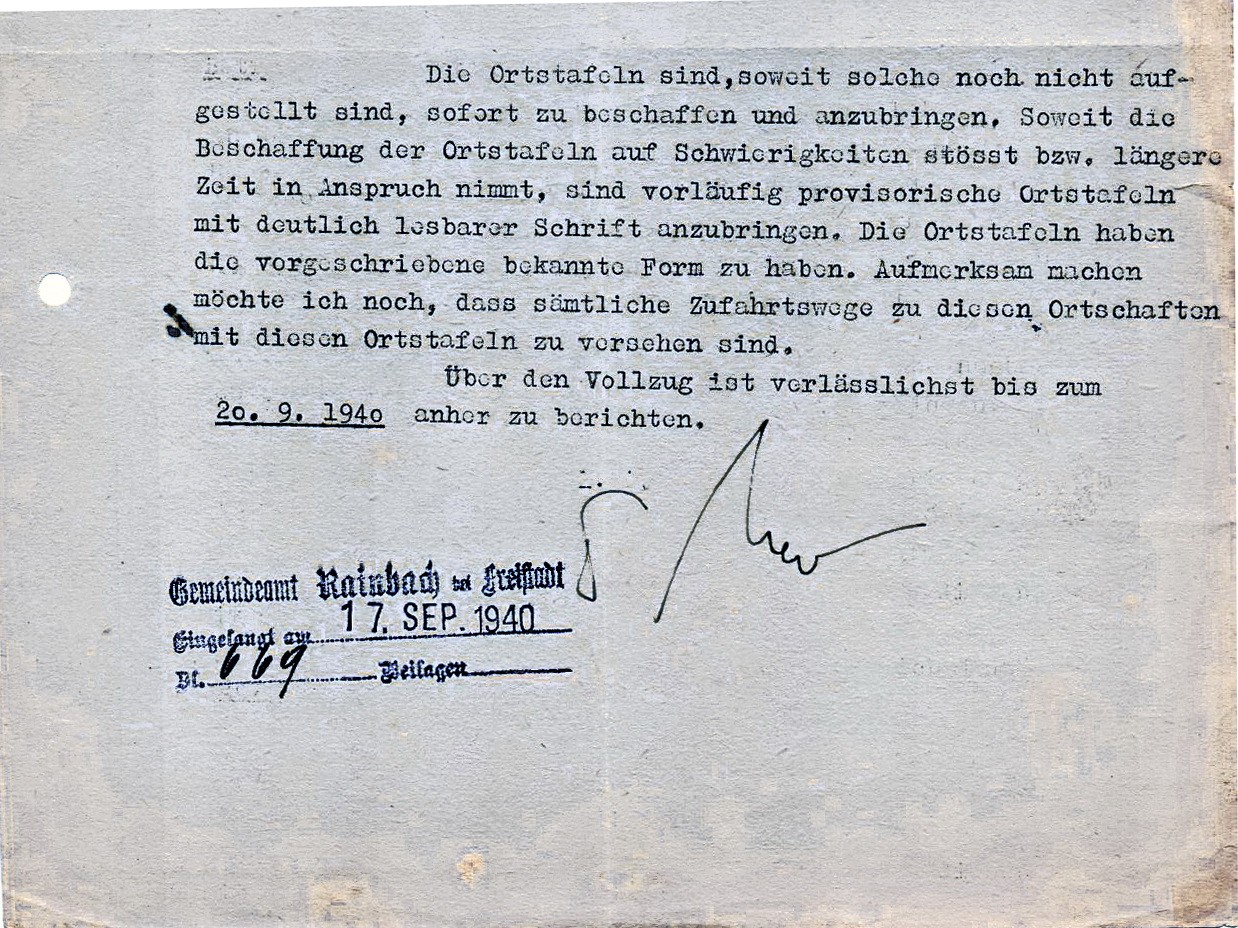 Die Ortstafeln sind,soweit solche noch nicht auf-
gestellt sind, sofort zu beschaffen und anzubringen. Soweit die
Beschaffung der Ortstafeln auf Schwierigkeiten stösst bzw. längere
Zeit in Anspruch nimmt, sind vorläufig provisorische Ortstafeln
mit deutlich lesbarer Schrift anzubringen. Die Ortstafeln haben
die vorgeschriebene bekannte Form zu haben. Aufmerksam machen
möchte ich noch, dass sämtliche Zufahrtswege zu diesen Ortschaften
mit diesen Ortstafeln zu versehen sind.
Über den Vollzug ist verlässlichst bis zum
2o. 9. 194o anher zu berichten.
Gemeindeamt Rainbach bei Freistadt
Eingelangt am 17. SEP. 1940
Zl. 669 Beilagen